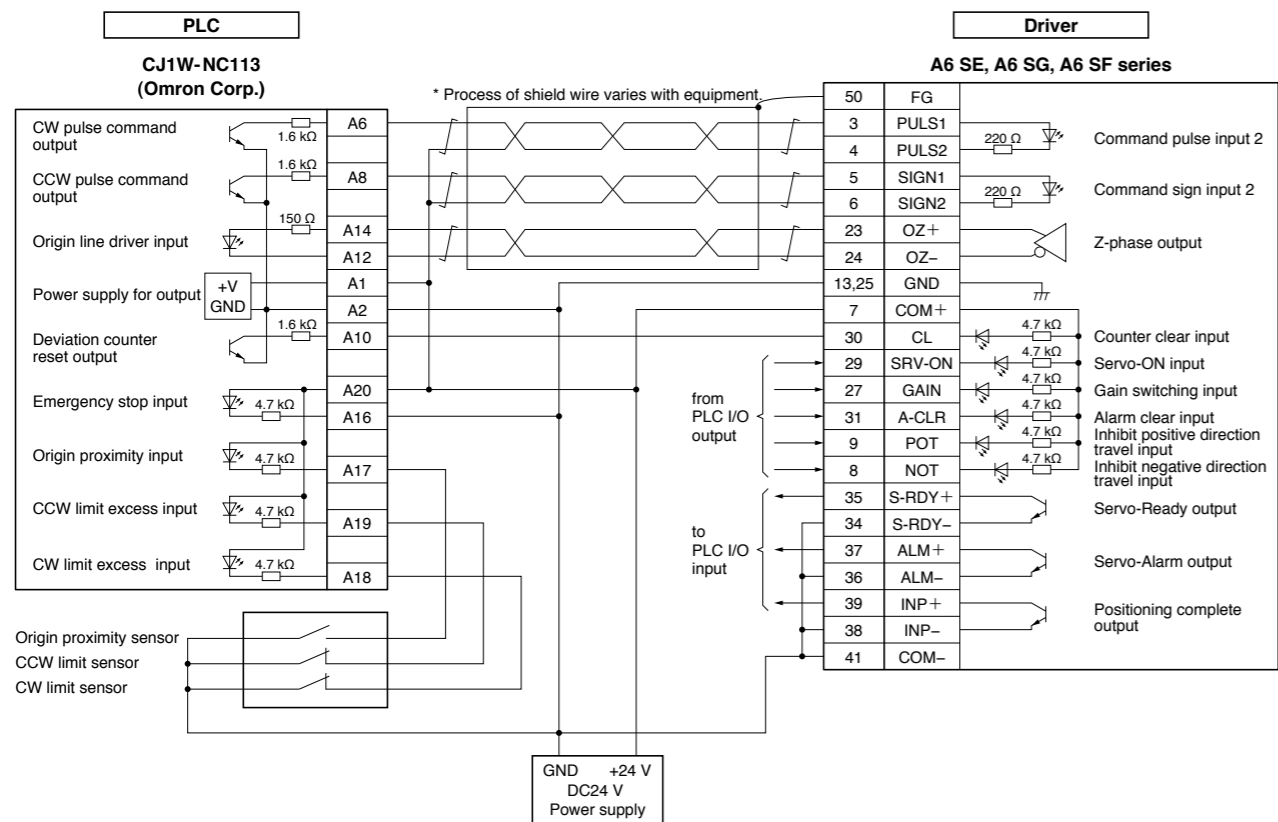 PLC
Driver
CJ1W-NC113
(Omron Corp.)
A6 SE, A6 SG, A6 SF series
* Process of shield wire varies with equipment.
CW pulse command
output
1.6 kΩ
A6
CCW pulse command
output
1.6 kΩ
A8
Origin line driver input
150 Ω
A14
A12
Power supply for output
+V
GND
A1
A2
Deviation counter
reset output
1.6 kΩ
A10
Emergency stop input
4.7 kΩ
A20
A16
Origin proximity input
4.7 kΩ
A17
CCW limit excess input
4.7 kΩ
A19
CW limit excess input
4.7 kΩ
A18
Origin proximity sensor
CCW limit sensor
CW limit sensor
from
PLC I/O
output
to
PLC I/O
input
50 FG
3 PULS1
4 PULS2
220 Ω
Command pulse input 2
5 SIGN1
6 SIGN2
220 Ω
Command sign input 2
23 OZ+
24 OZ−
Z-phase output
13,25 GND
7 COM+
30 CL 4.7 kΩ Counter clear input
29 SRV-ON 4.7 kΩ Servo-ON input
27 GAIN 4.7 kΩ Gain switching input
31 A-CLR 4.7 kΩ Alarm clear input
9 POT 4.7 kΩ Inhibit positive direction
travel input
8 NOT 4.7 kΩ Inhibit negative direction
travel input
35 S-RDY+
34 S-RDY−
Servo-Ready output
37 ALM+
36 ALM−
Servo-Alarm output
39 INP+
38 INP−
Positioning complete
output
41 COM−
GND +24 V
DC24 V
Power supply